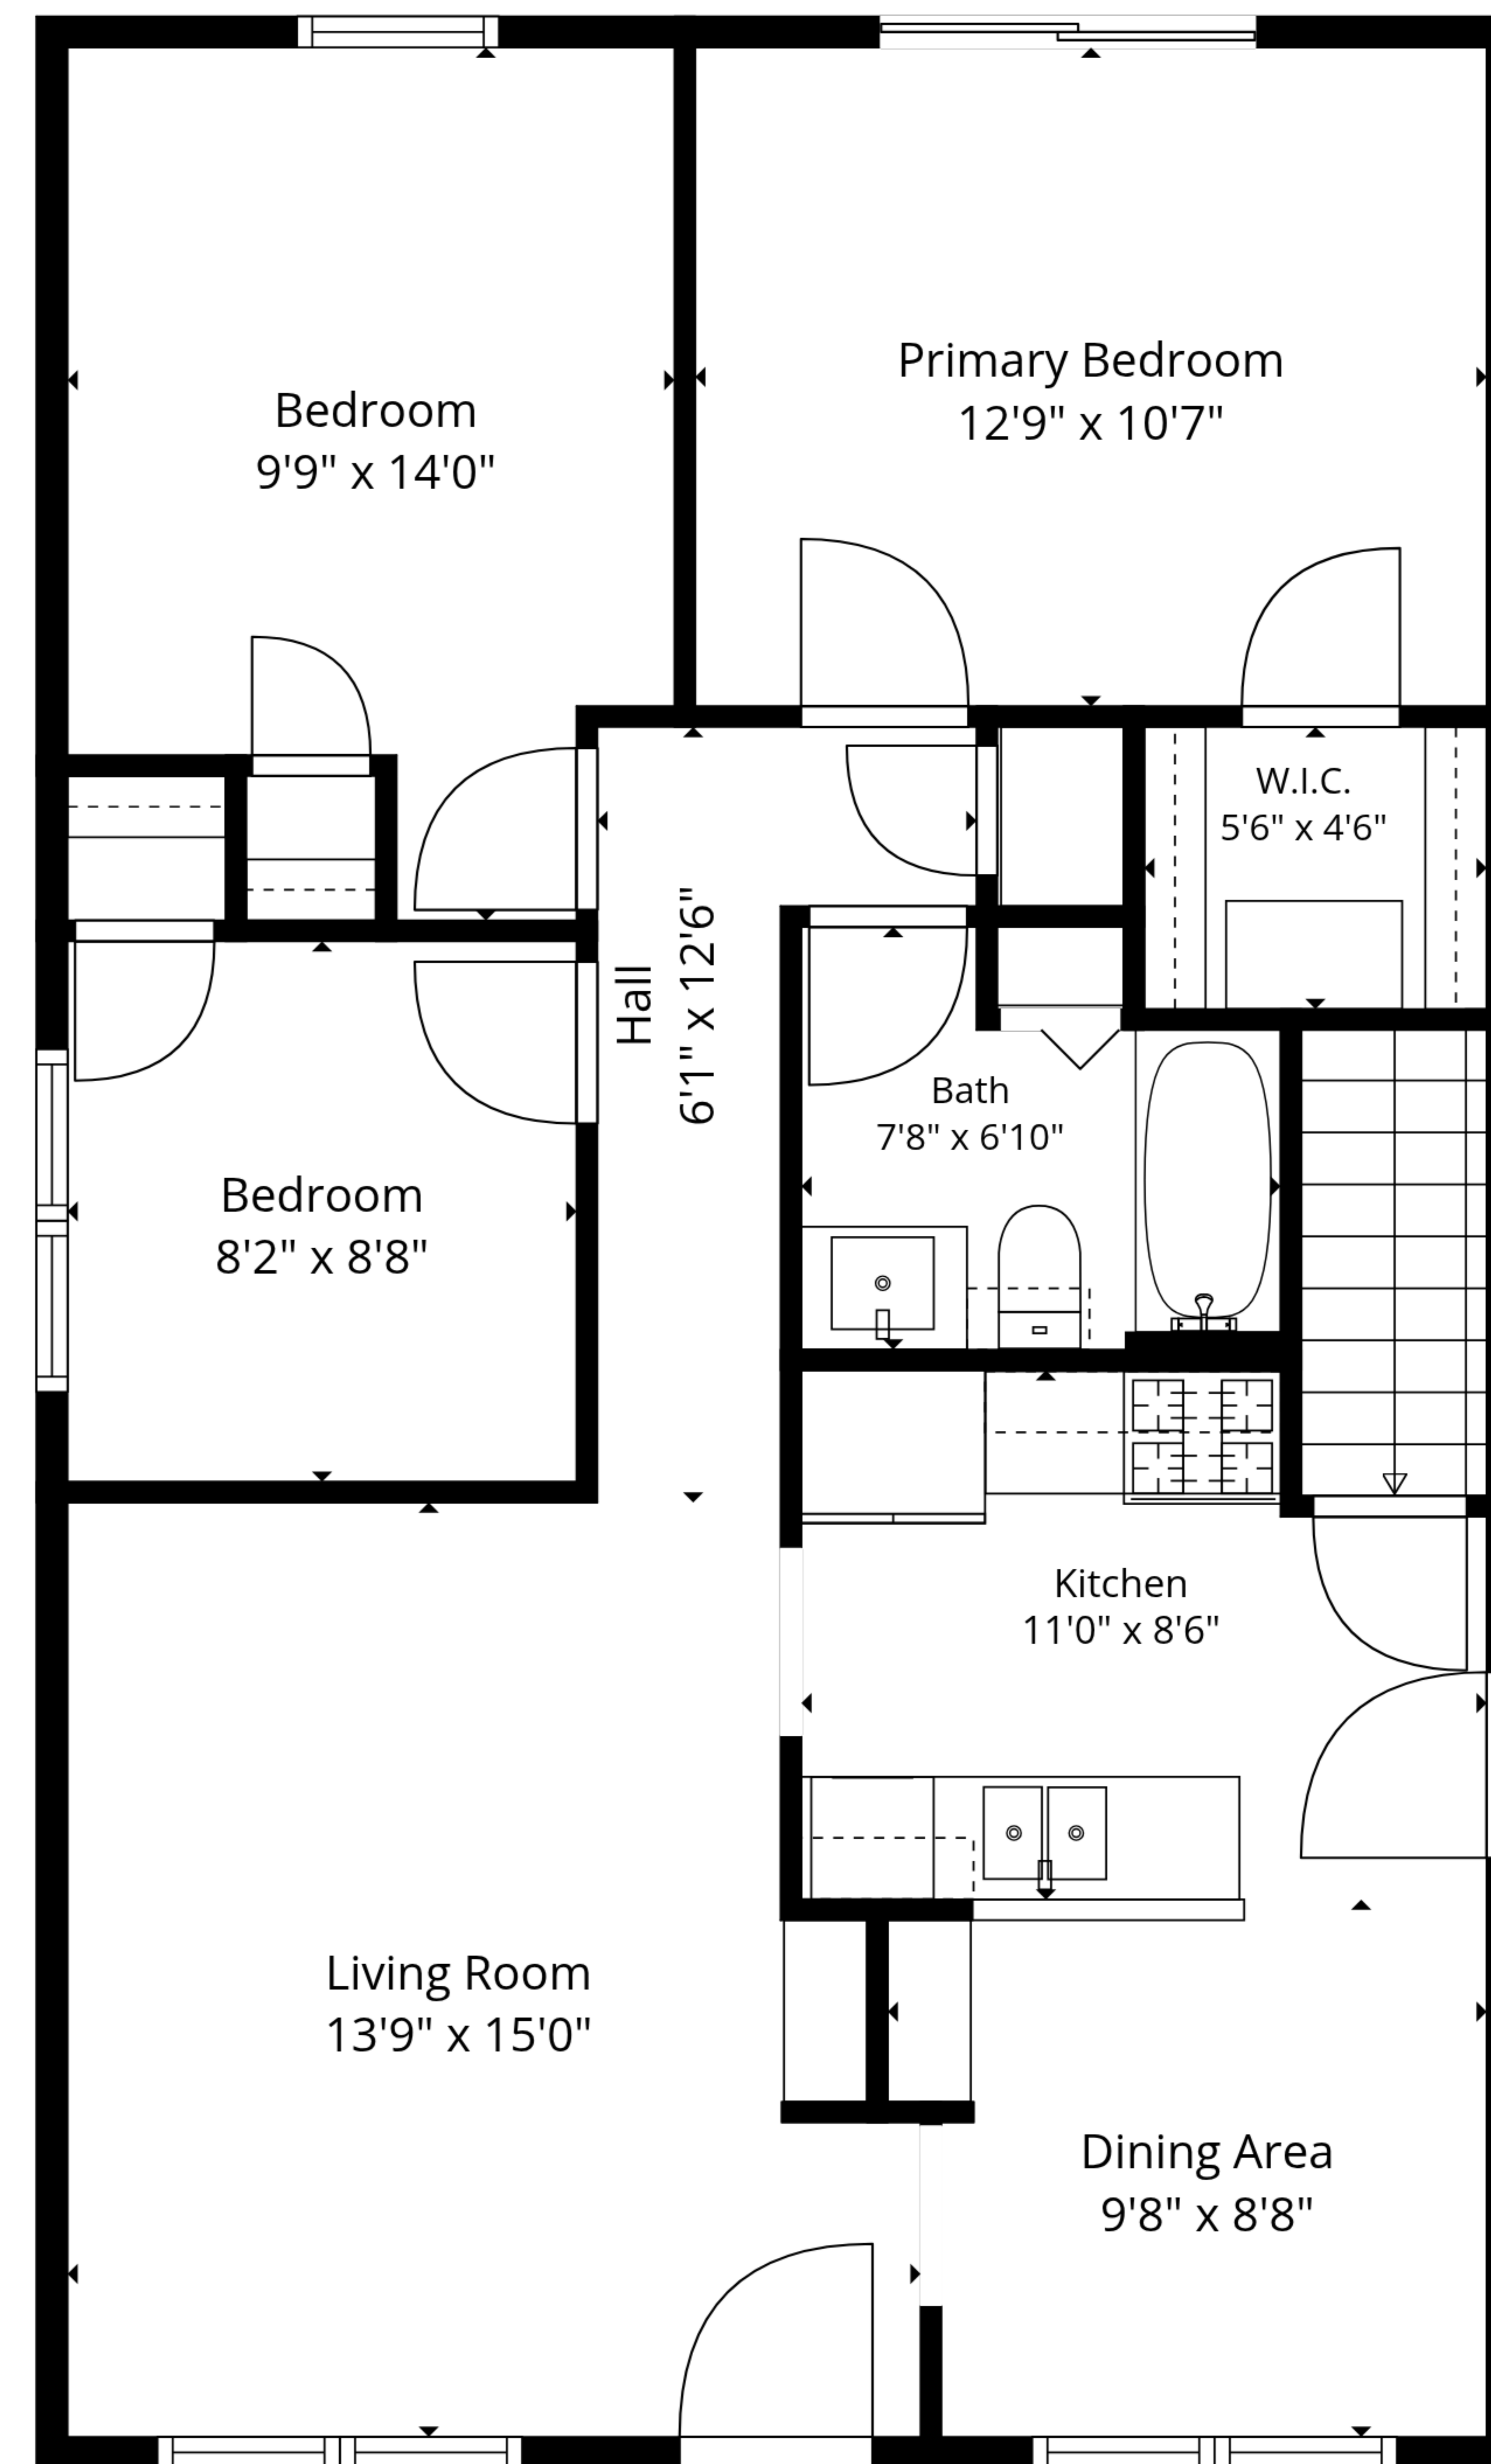 Primary Bedroom
12'9" x 10'7"
Bedroom
9'9" x 14'0"
W.I.C.
5'6" x 4'6"
Hall
6'1" x 12'6"
Bath
7'8" x 6'10"
Bedroom
8'2" x 8'8"
Kitchen
11'0" x 8'6"
Living Room
13'9" x 15'0"
Dining Area
9'8" x 8'8"